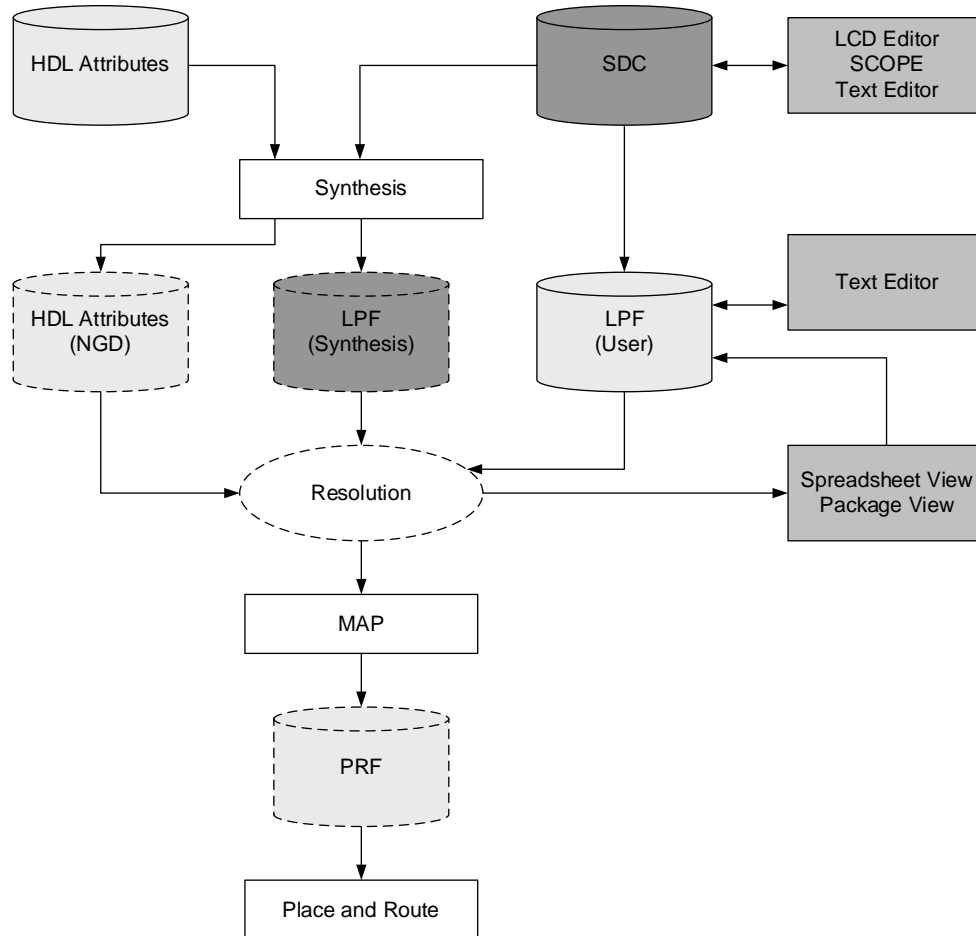 HDL Attributes
SDC
LCD Editor
SCOPE
Text Editor
Synthesis
HDL Attributes
(NGD)
LPF
(Synthesis)
LPF
(User)
Text Editor
Resolution
Spreadsheet View
Package View
MAP
PRF
Place and Route